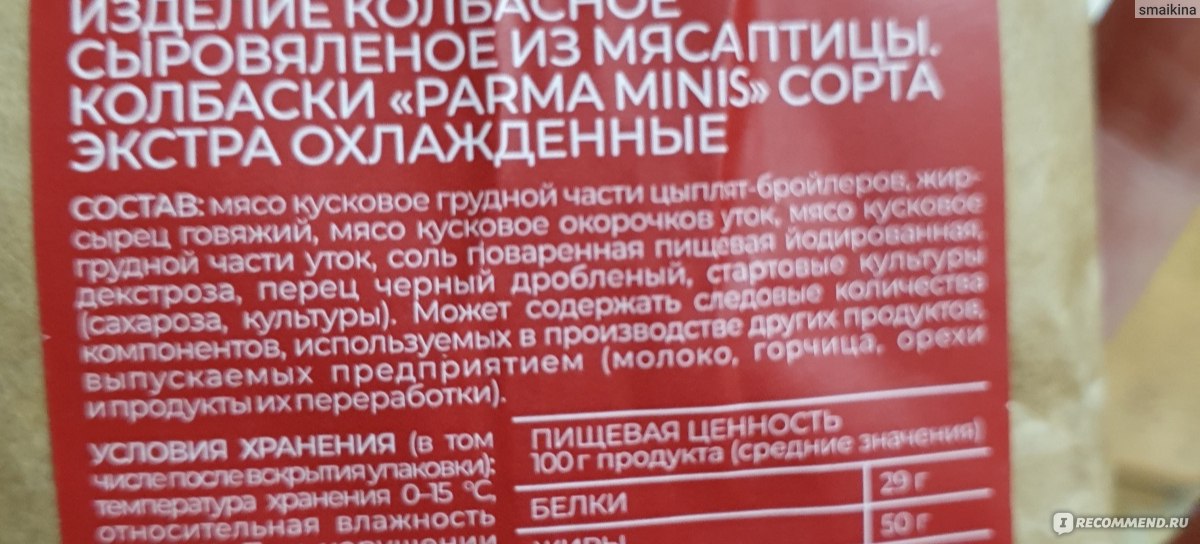 smaikina
ИЗДЕЛИЕ КОЛБАСНОЕ
СЫРОВЯЛЕНОЕ ИЗ МЯСА ПТИЦЫ.
КОЛБАСКИ «PARMA MINIS» СОРТА
ЭКСТРА ОХЛАЖДЕННЫЕ
СОСТАВ: мясо кусковое грудной части цыплят-бройлеров, жир-
сырец говяжий, мясо кусковое окорочков уток, мясо кусковое
грудной части уток, соль поваренная пищевая йодированная,
декстроза, перец черный дробленый, стартовые культуры
(сахароза, культуры). Может содержать следовые количества
компонентов, используемых в производстве других продуктов,
выпускаемых предприятием (молоко, горчица, орехи
и продукты их переработки).
УСЛОВИЯ ХРАНЕНИЯ (в том
числе после вскрытия упаковки):
температура хранения 0-15 °С,
относительная влажность
ПИЩЕВАЯ ЦЕННОСТЬ
100 г продукта (средние значения)
БЕЛКИ 29 г
ЖИРЫ 50 г
I RECOMMEND.RU